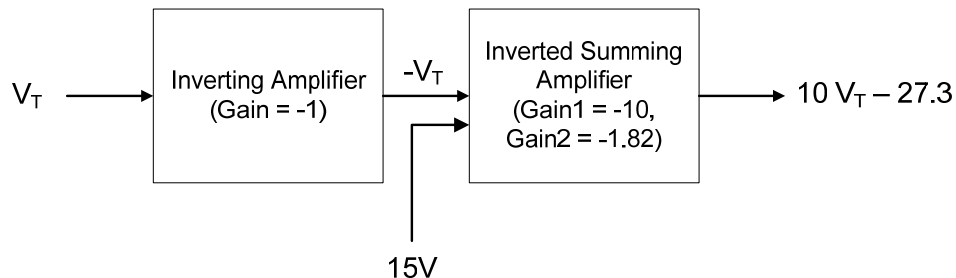 V_T
Inverting Amplifier
(Gain = -1)
-V_T
Inverted Summing
Amplifier
(Gain1 = -10,
Gain2 = -1.82)
10 V_T – 27.3
15V